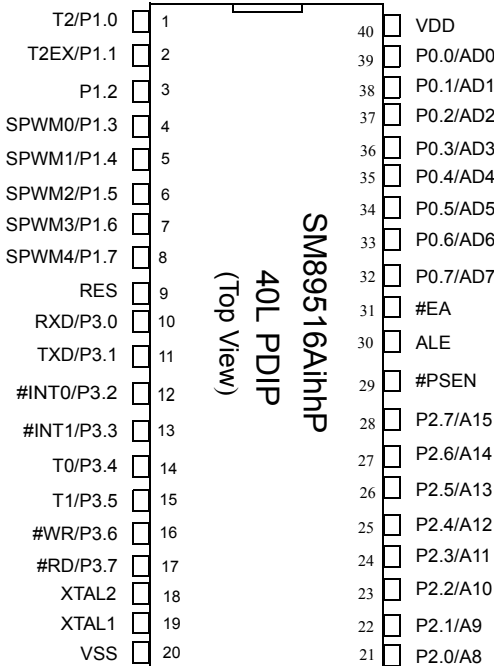 T2/P1.0 1
T2EX/P1.1 2
P1.2 3
SPWM0/P1.3 4
SPWM1/P1.4 5
SPWM2/P1.5 6
SPWM3/P1.6 7
SPWM4/P1.7 8
RES 9
RXD/P3.0 10
TXD/P3.1 11
#INT0/P3.2 12
#INT1/P3.3 13
T0/P3.4 14
T1/P3.5 15
#WR/P3.6 16
#RD/P3.7 17
XTAL2 18
XTAL1 19
VSS 20
SM89516AihhP
40L PDIP
(Top View)
40 VDD
39 P0.0/AD0
38 P0.1/AD1
37 P0.2/AD2
36 P0.3/AD3
35 P0.4/AD4
34 P0.5/AD5
33 P0.6/AD6
32 P0.7/AD7
31 #EA
30 ALE
29 #PSEN
28 P2.7/A15
27 P2.6/A14
26 P2.5/A13
25 P2.4/A12
24 P2.3/A11
23 P2.2/A10
22 P2.1/A9
21 P2.0/A8